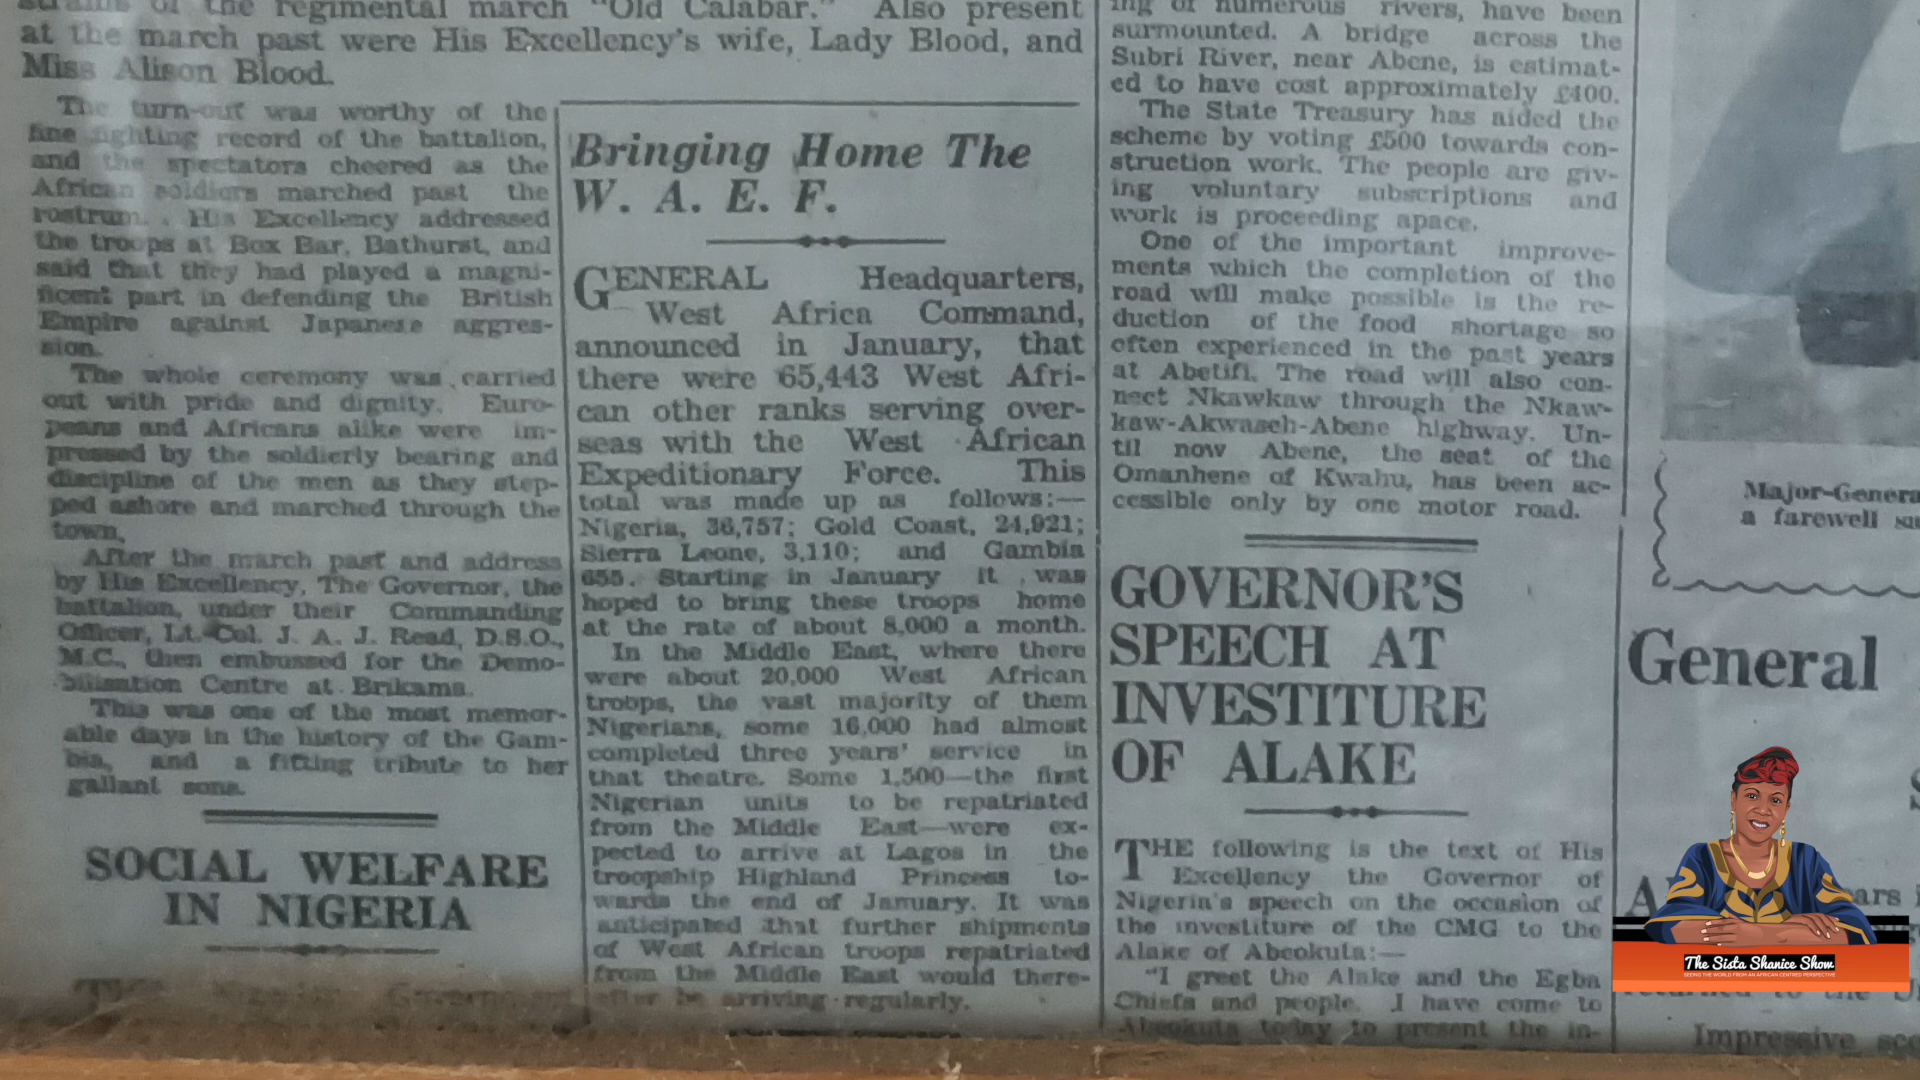 of the regimental march "Old Calabar." Also present
at the march past were His Excellency's wife, Lady Blood, and
Miss Alison Blood.
The turn-out was worthy of the
fine fighting record of the battalion,
and the spectators cheered as the
African soldiers marched past the
rostrum. His Excellency addressed
the troops at Box Bar, Bathurst, and
said that they had played a magni-
ficent part in defending the British
Empire against Japanese aggres-
sion.
The whole ceremony was carried
out with pride and dignity. Euro-
peans and Africans alike were im-
pressed by the soldierly bearing and
discipline of the men as they step-
ped ashore and marched through the
town.
After the march past and address
by His Excellency, The Governor, the
battalion, under their Commanding
Officer, Lt. Col. J. A. J. Read, D.S.O.,
M.C., then embussed for the Demo-
bilisation Centre at Brikama.
This was one of the most memor-
able days in the history of the Gam-
bia, and a fitting tribute to her
gallant sons.
SOCIAL WELFARE
IN NIGERIA
Bringing Home The
W. A. E. F.
GENERAL Headquarters,
West Africa Command,
announced in January, that
there were 65,443 West Afri-
can other ranks serving over-
seas with the West African
Expeditionary Force. This
total was made up as follows:—
Nigeria, 36,757; Gold Coast, 24,921;
Sierra Leone, 3,110; and Gambia
655. Starting in January it was
hoped to bring these troops home
at the rate of about 8,000 a month.
In the Middle East, where there
were about 20,000 West African
troops, the vast majority of them
Nigerians, some 16,000 had almost
completed three years' service in
that theatre. Some 1,500—the first
Nigerian units to be repatriated
from the Middle East—were ex-
pected to arrive at Lagos in the
troopship Highland Princess to-
wards the end of January. It was
anticipated that further shipments
of West African troops repatriated
from the Middle East would there-
after be arriving regularly.
ing of numerous rivers, have been
surmounted. A bridge across the
Subri River, near Abene, is estimat-
ed to have cost approximately £400.
The State Treasury has aided the
scheme by voting £500 towards con-
struction work. The people are giv-
ing voluntary subscriptions and
work is proceeding apace.
One of the important improve-
ments which the completion of the
road will make possible is the re-
duction of the food shortage so
often experienced in the past years
at Abetifi. The road will also con-
nect Nkawkaw through the Nkaw-
kaw-Akwaseh-Abene highway. Un-
til now Abene, the seat of the
Omanhene of Kwahu, has been ac-
cessible only by one motor road.
GOVERNOR'S
SPEECH AT
INVESTITURE
OF ALAKE
THE following is the text of His
Excellency the Governor of
Nigeria's speech on the occasion of
the investiture of the CMG to the
Alake of Abeokuta:—
"I greet the Alake and the Egba
Chiefs and people. I have come to
Abeokuta today to present the in-
Major-Genera
a farewell su
General
S
A
ears i
returned to the U
Impressive sce
The Sista Shanice Show
SEEING THE WORLD FROM AN AFRICAN CENTRED PERSPECTIVE